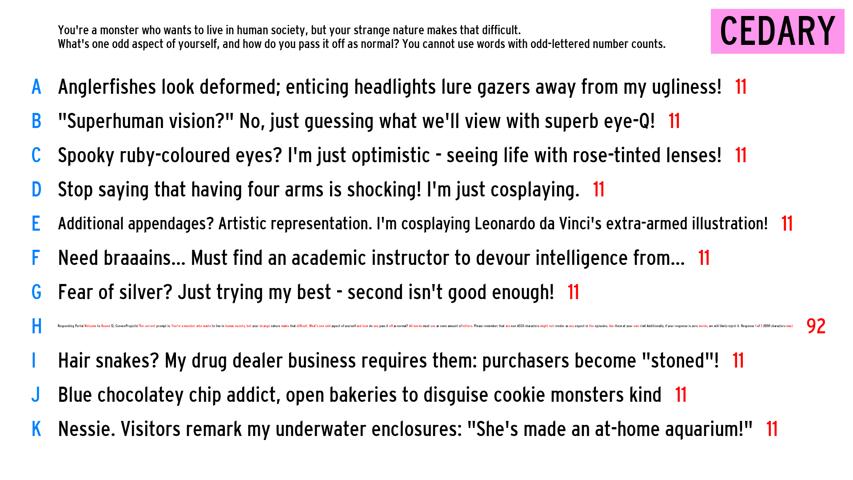 You're a monster who wants to live in human society, but your strange nature makes that difficult.
What's one odd aspect of yourself, and how do you pass it off as normal? You cannot use words with odd-lettered number counts.
CEDARY
A Anglerfishes look deformed; enticing headlights lure gazers away from my ugliness! 11
B "Superhuman vision?" No, just guessing what we'll view with superb eye-Q! 11
C Spooky ruby-coloured eyes? I'm just optimistic - seeing life with rose-tinted lenses! 11
D Stop saying that having four arms is shocking! I'm just cosplaying. 11
E Additional appendages? Artistic representation. I'm cosplaying Leonardo da Vinci's extra-armed illustration! 11
F Need braaains... Must find an academic instructor to devour intelligence from... 11
G Fear of silver? Just trying my best - second isn't good enough! 11
H 92
I Hair snakes? My drug dealer business requires them: purchasers become "stoned"! 11
J Blue chocolatey chip addict, open bakeries to disguise cookie monsters kind 11
K Nessie. Visitors remark my underwater enclosures: "She's made an at-home aquarium!" 11